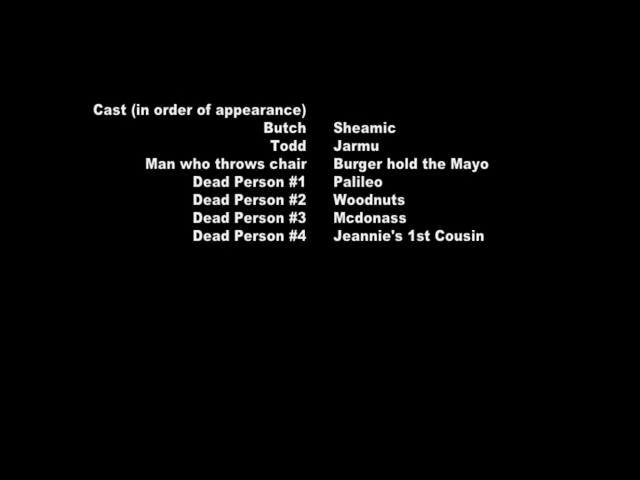 Cast (in order of appearance)
Butch Sheamic
Todd Jarmu
Man who throws chair Burger hold the Mayo
Dead Person #1 Palileo
Dead Person #2 Woodnuts
Dead Person #3 Mcdonass
Dead Person #4 Jeannie's 1st Cousin